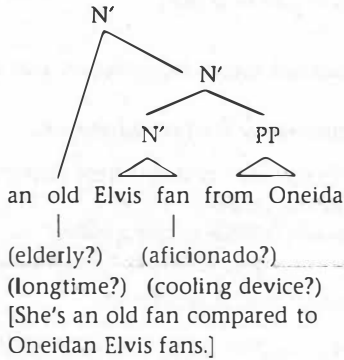 N′
N′
N′ PP
an old Elvis fan from Oneida
(elderly?) (aficionado?)
(longtime?) (cooling device?)
[She's an old fan compared to
Oneidan Elvis fans.]